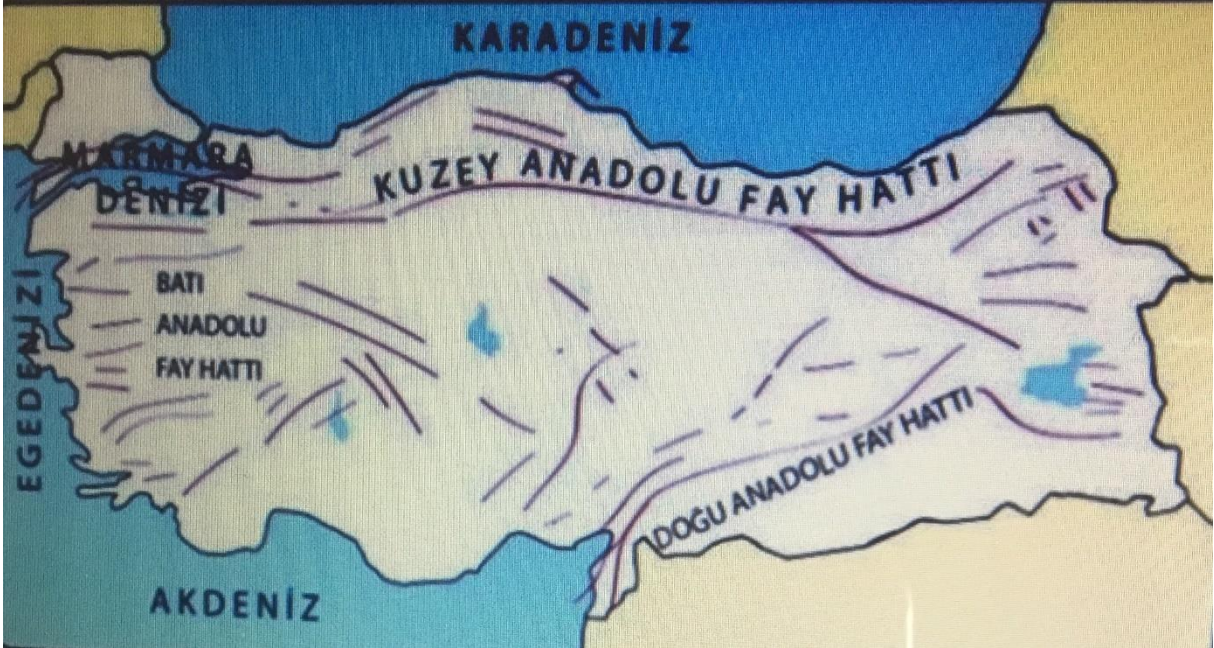 KARADENİZ
MARMARA
DENİZİ
KUZEY ANADOLU FAY HATTI
BATI
ANADOLU
FAY HATTI
EGEDENİZİ
DOĞU ANADOLU FAY HATTI
AKDENİZ